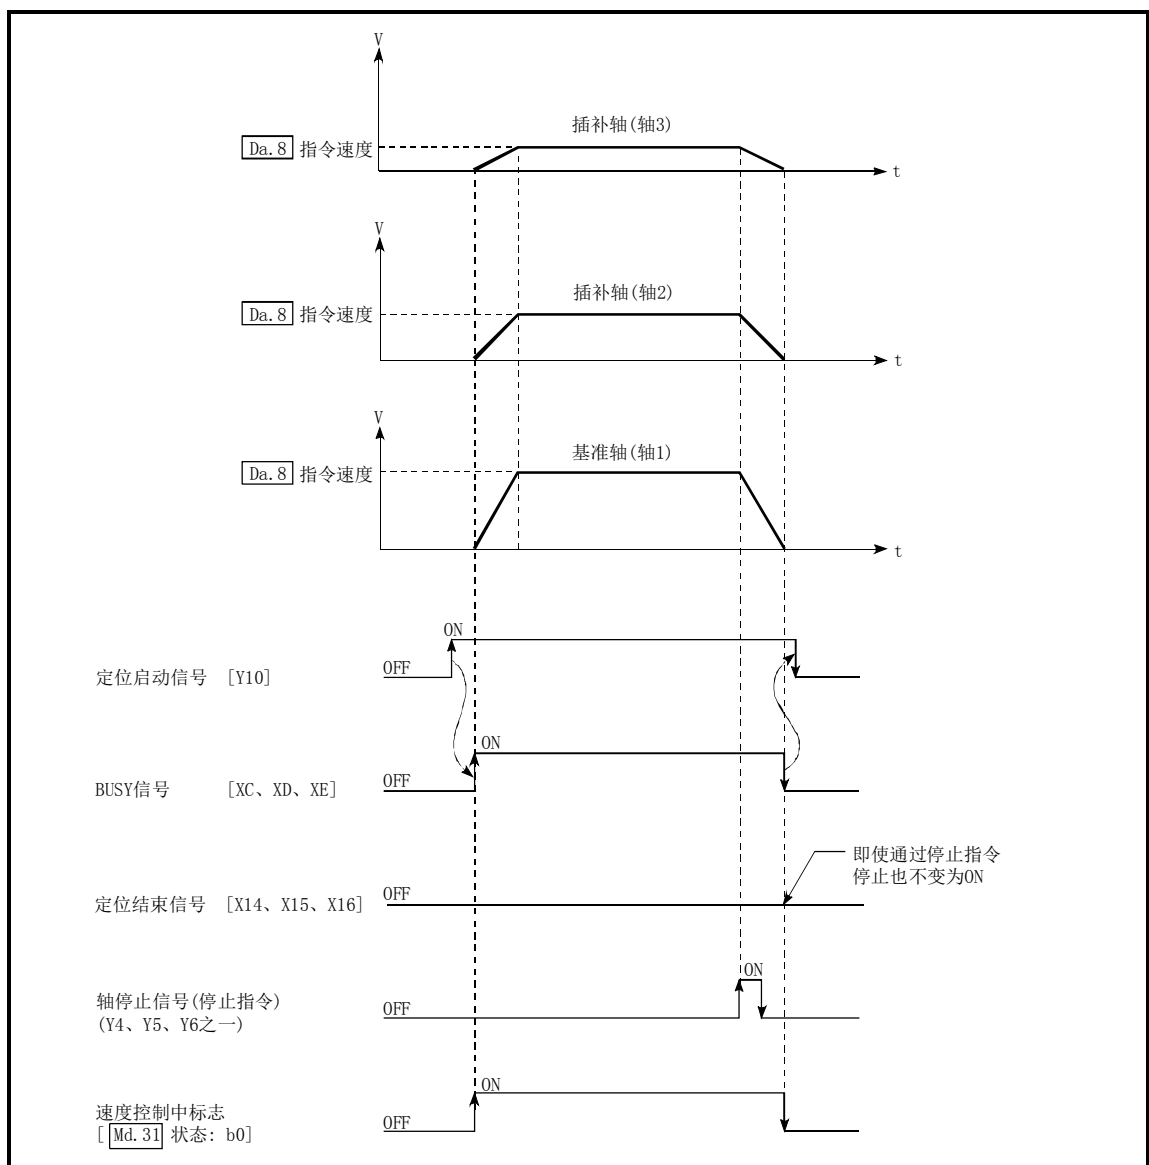 V
插补轴(轴3)
Da.8 指令速度
t
V
插补轴(轴2)
Da.8 指令速度
t
V
基准轴(轴1)
Da.8 指令速度
t
ON
OFF
定位启动信号 [Y10]
ON
OFF
BUSY信号 [XC、XD、XE]
即使通过停止指令
停止也不变为ON
OFF
定位结束信号 [X14、X15、X16]
ON
轴停止信号(停止指令)
OFF
(Y4、Y5、Y6之一)
ON
速度控制中标志
OFF
[ Md.31 状态: b0]